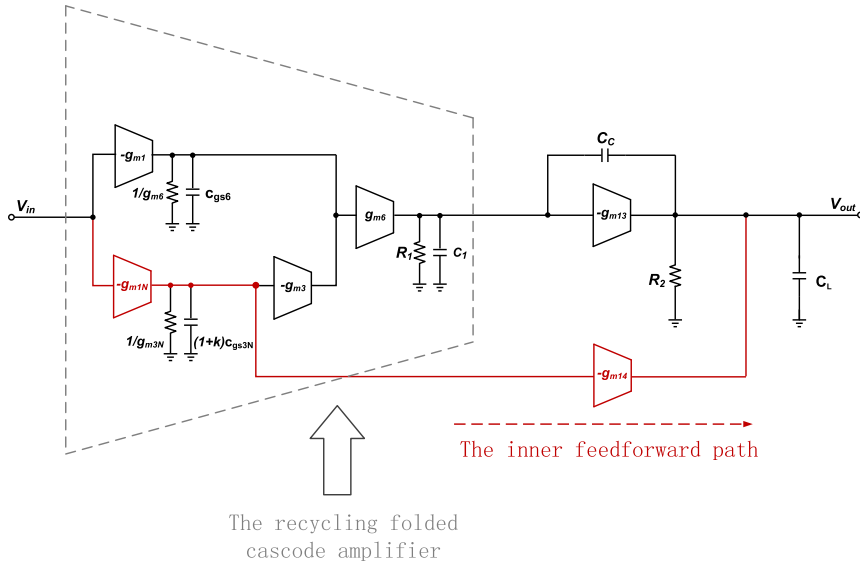 C_C
-g_m1
1/g_m6
c_gs6
V_in
g_m6
-g_m13
V_out
R_1
C_1
R_2
C_L
-g_m1N
-g_m3
1/g_m3N
(1+k)c_gs3N
-g_m14
The inner feedforward path
The recycling folded
cascode amplifier